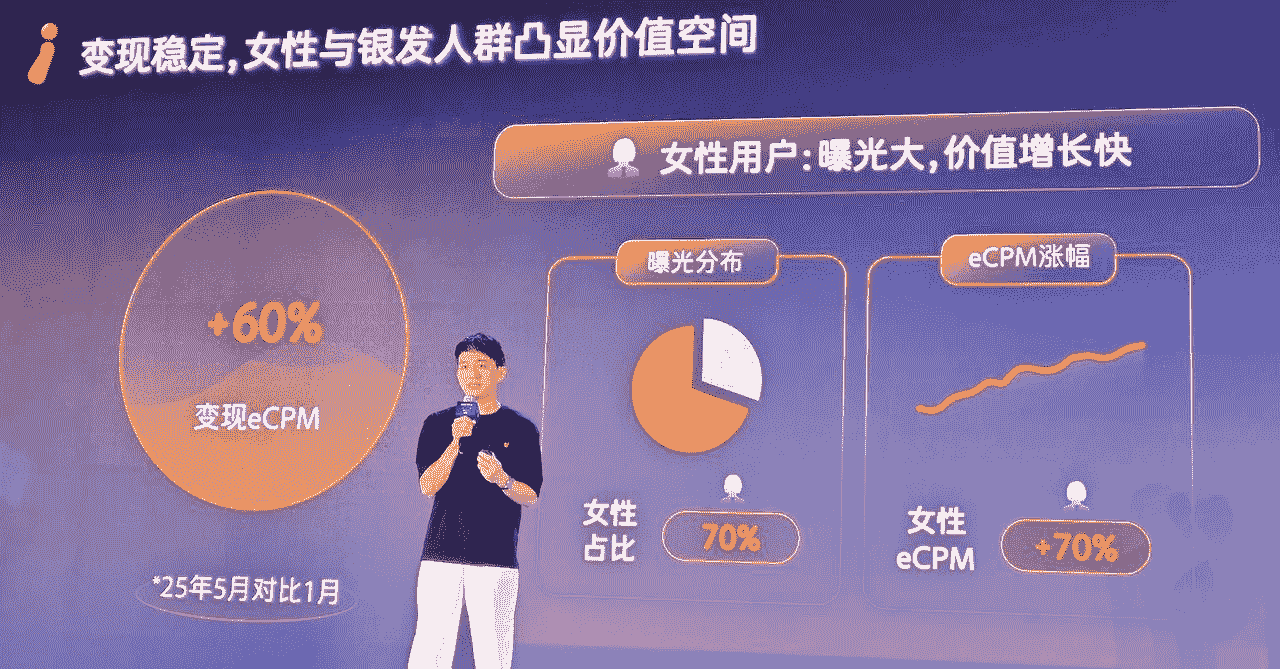 变现稳定,女性与银发人群凸显价值空间
女性用户:曝光大,价值增长快
+60%
变现eCPM
*25年5月对比1月
曝光分布
女性
占比
70%
eCPM涨幅
女性
eCPM
+70%